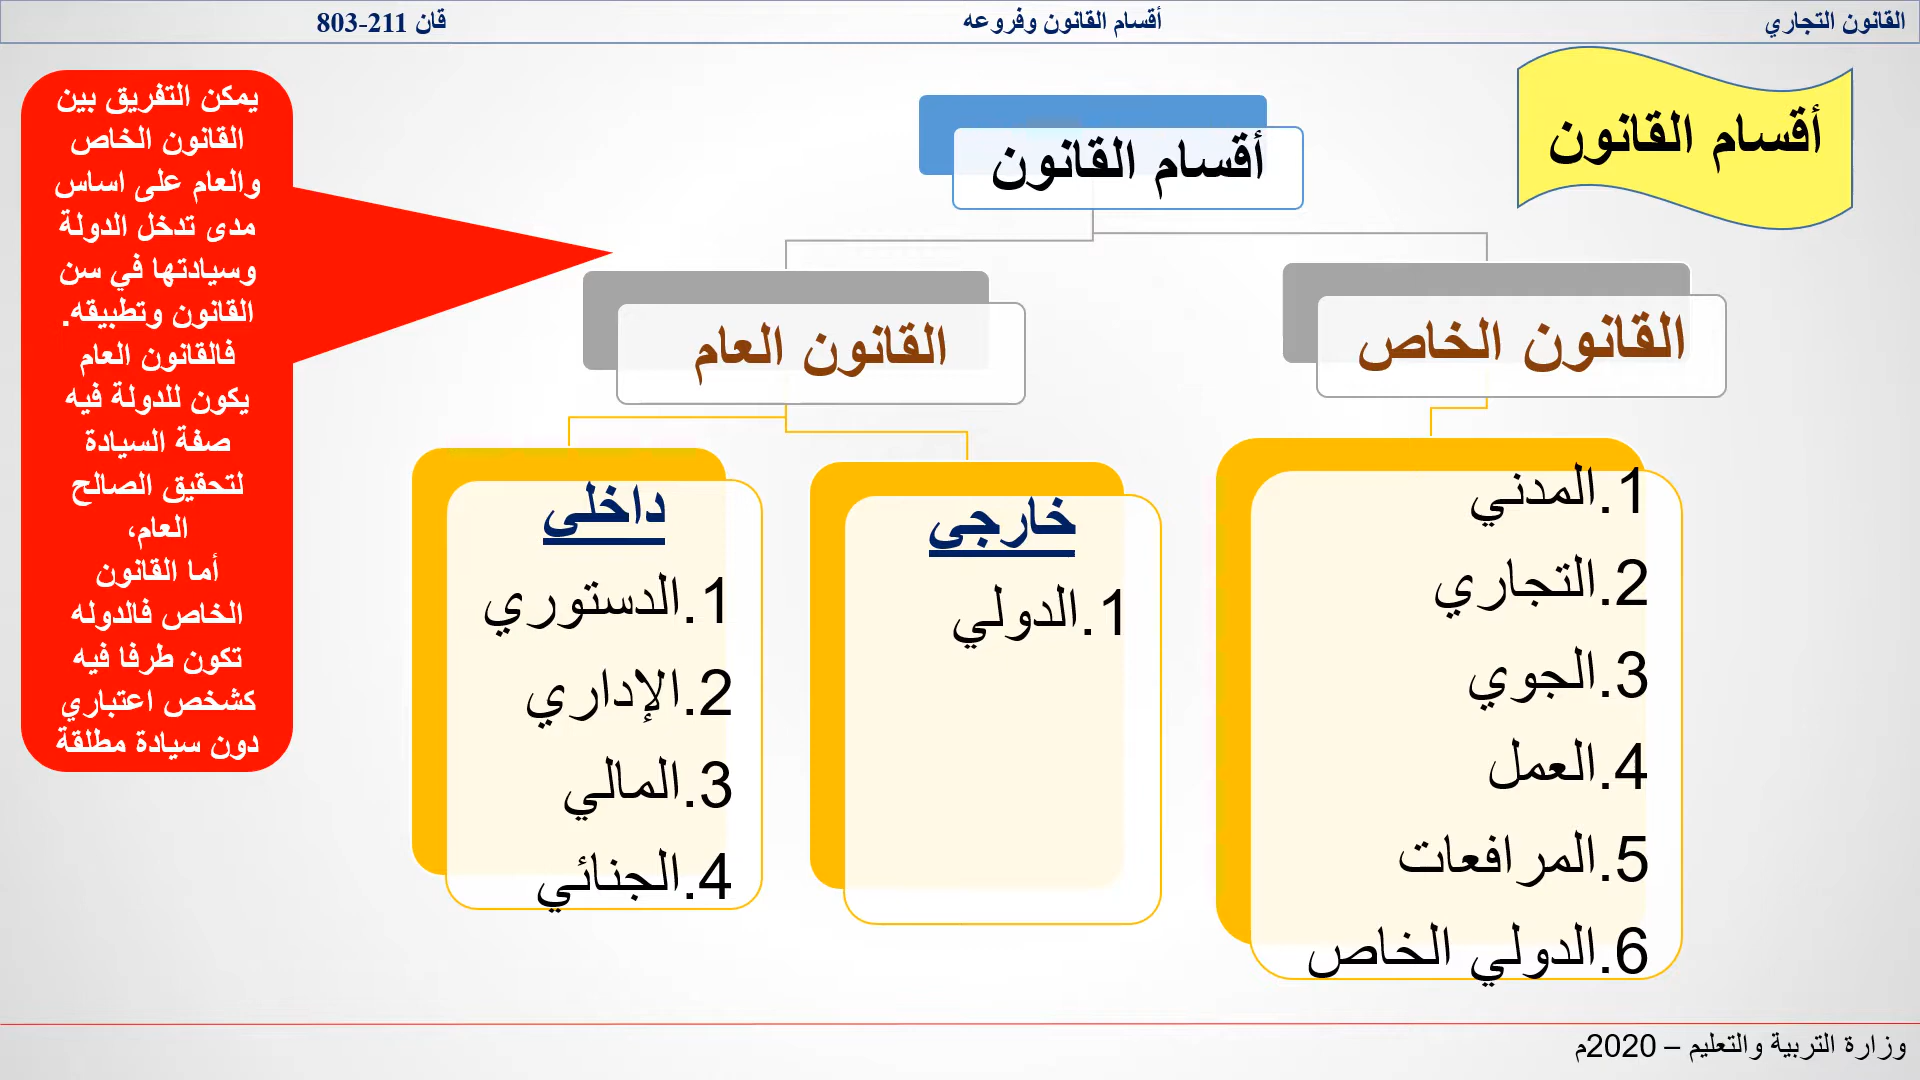 القانون التجاري
أقسام القانون وفروعه
قان 211-803
أقسام القانون
أقسام القانون
القانون الخاص
القانون العام
1.المدني
2.التجاري
3.الجوي
4.العمل
5.المرافعات
6.الدولي الخاص
خارجي
1.الدولي
داخلي
1.الدستوري
2.الإداري
3.المالي
4.الجنائي
يمكن التفريق بين
القانون الخاص
والعام على اساس
مدى تدخل الدولة
وسيادتها في سن
القانون وتطبيقه.
فالقانون العام
يكون للدولة فيه
صفة السيادة
لتحقيق الصالح
العام،
أما القانون
الخاص فالدوله
تكون طرفا فيه
كشخص اعتباري
دون سيادة مطلقة
وزارة التربية والتعليم – 2020م